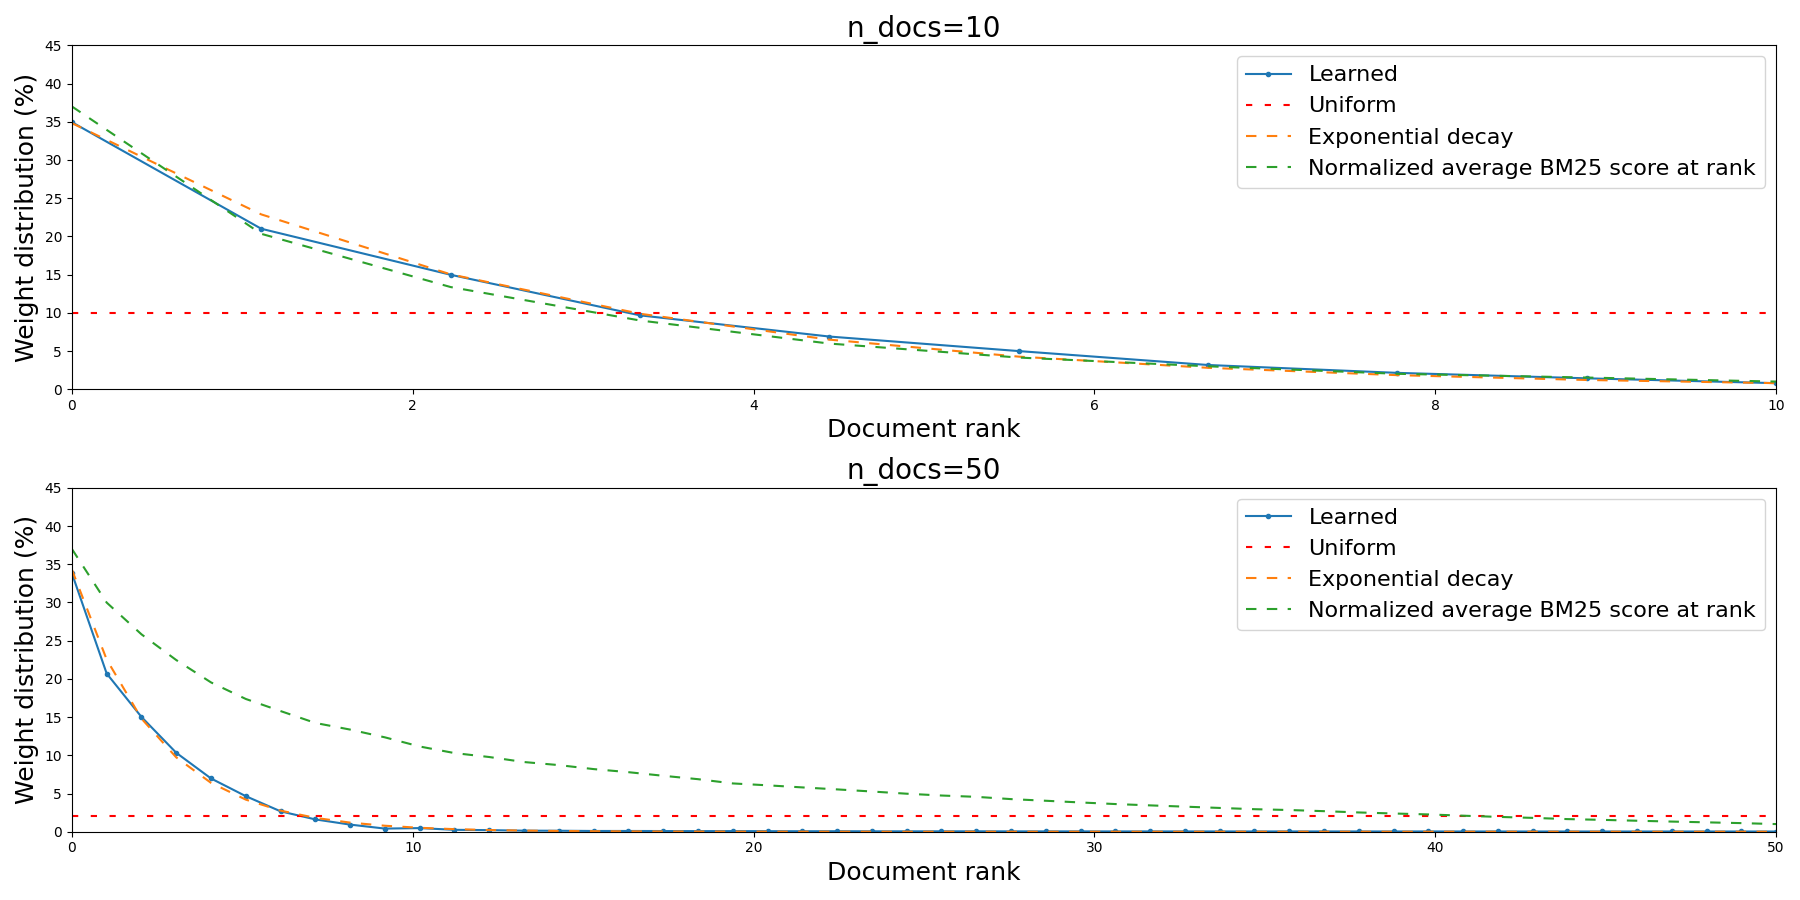 n_docs=10
Weight distribution (%)
45
40
35
30
25
20
15
10
5
0
Learned
Uniform
Exponential decay
Normalized average BM25 score at rank
0 2 4 6 8 10
Document rank
n_docs=50
Weight distribution (%)
45
40
35
30
25
20
15
10
5
0
Learned
Uniform
Exponential decay
Normalized average BM25 score at rank
0 10 20 30 40 50
Document rank